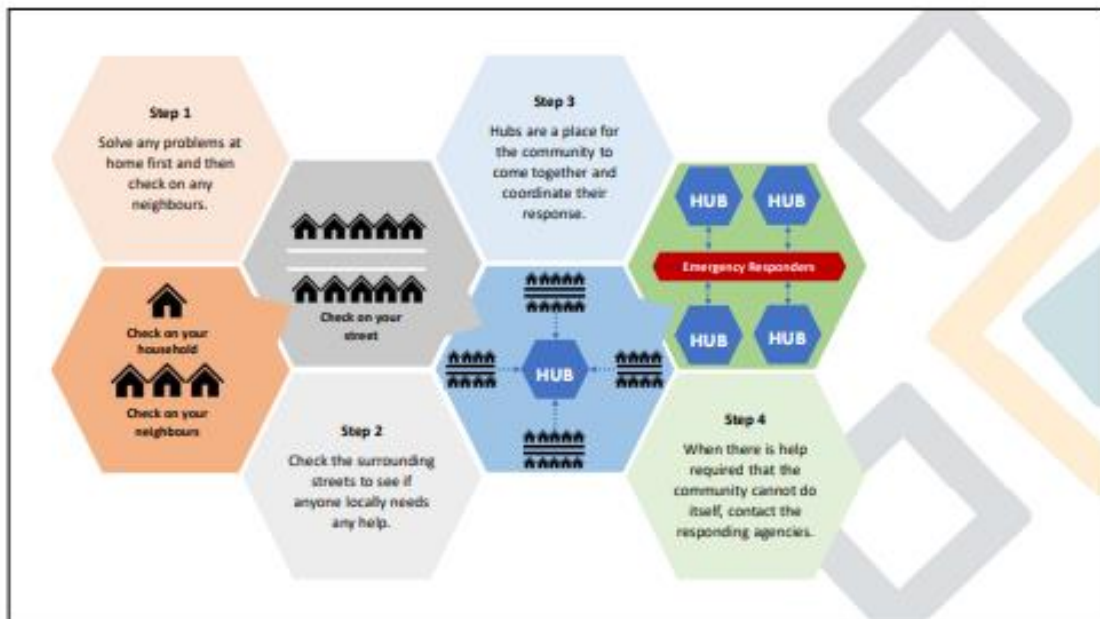 Step 1
Solve any problems at
home first and then
check on any
neighbours.
Check on your
household
Check on your
neighbours
Check on your
street
Step 2
Check the surrounding
streets to see if
anyone locally needs
any help.
Step 3
Hubs are a place for
the community to
come together and
coordinate their
response.
HUB
HUB
HUB
Emergency Responders
HUB
HUB
Step 4
When there is help
required that the
community cannot do
itself, contact the
responding agencies.